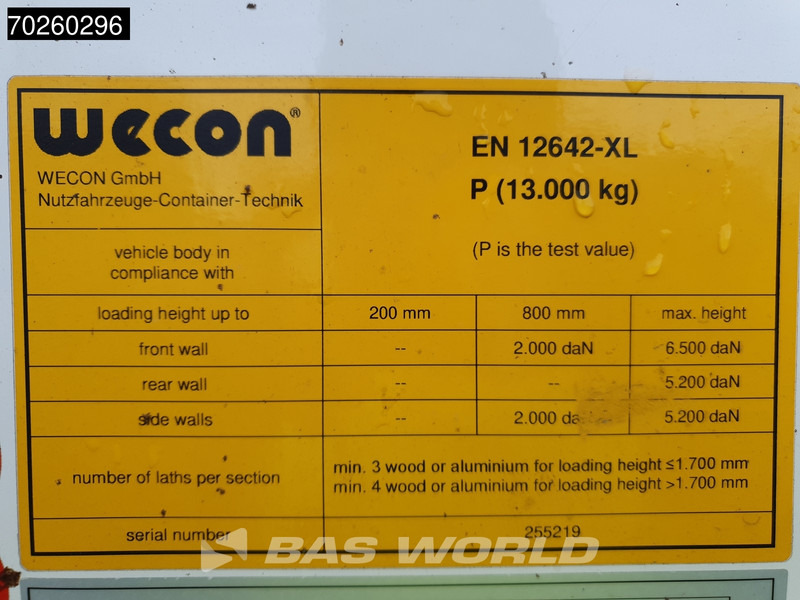 70260296
wecon®
WECON GmbH
Nutzfahrzeuge-Container-Technik
EN 12642-XL
P (13.000 kg)
(P is the test value)
vehicle body in
compliance with
loading height up to 200 mm 800 mm max. height
front wall -- 2.000 daN 6.500 daN
rear wall -- -- 5.200 daN
side walls -- 2.000 da 5.200 daN
number of laths per section
min. 3 wood or aluminium for loading height ≤1.700 mm
min. 4 wood or aluminium for loading height >1.700 mm
serial number 255219
BAS WORLD